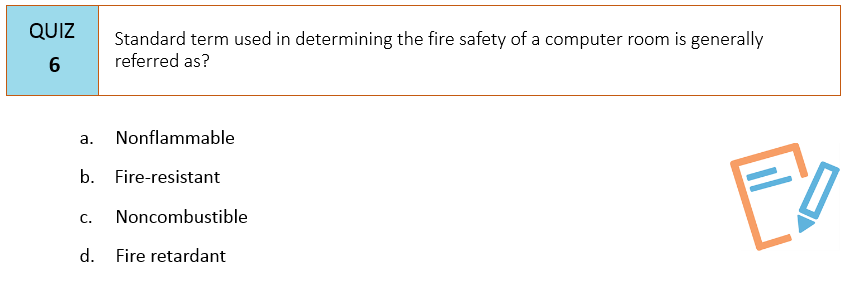 QUIZ
6
Standard term used in determining the fire safety of a computer room is generally
referred as?
a. Nonflammable
b. Fire-resistant
c. Noncombustible
d. Fire retardant